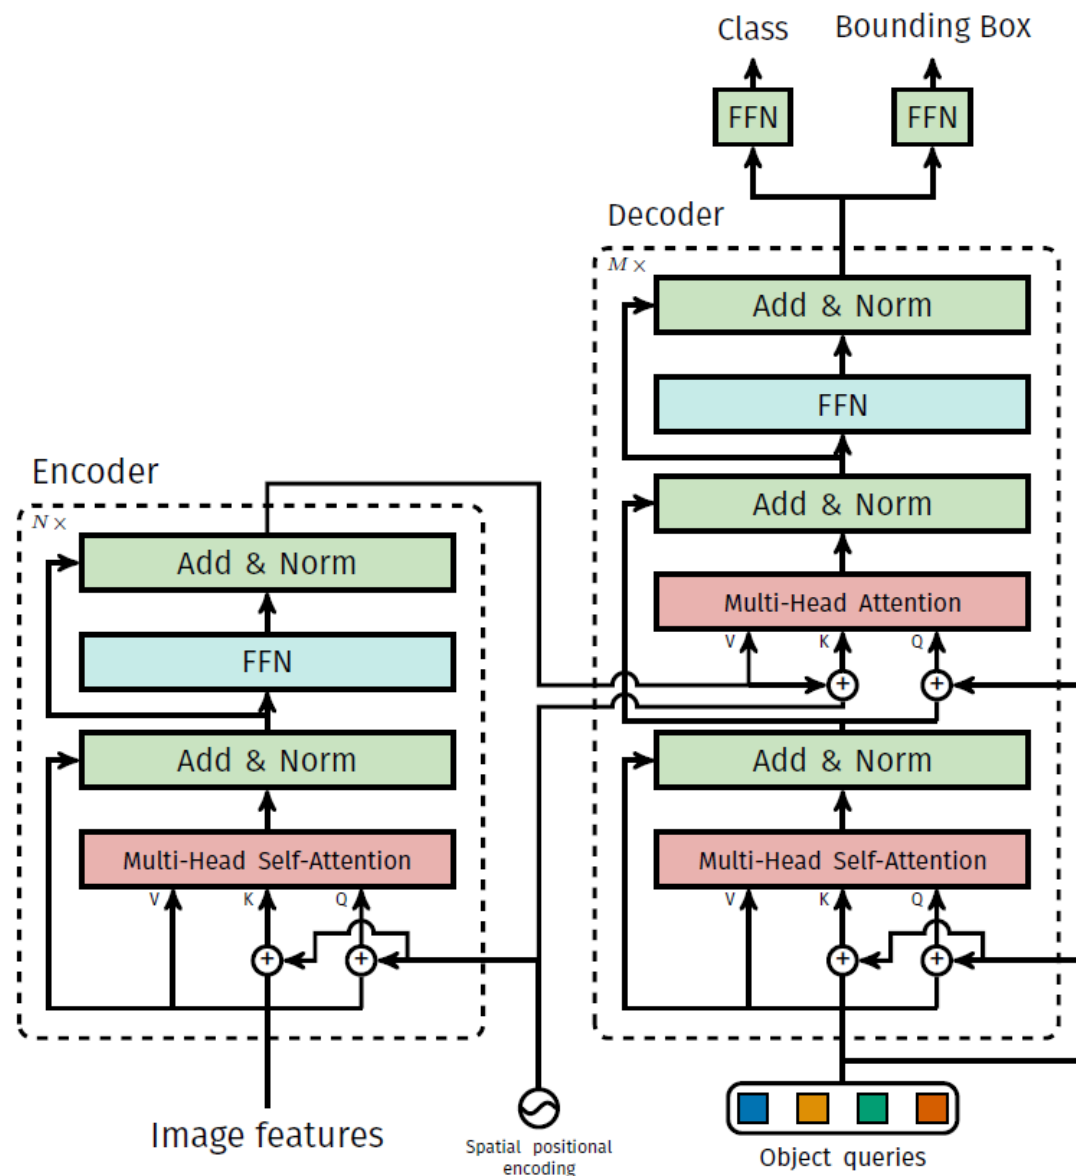 Class
Bounding Box
FFN
FFN
Decoder
M×
Add & Norm
FFN
Add & Norm
Multi-Head Attention
V
K
Q
+
+
Add & Norm
Multi-Head Self-Attention
V
K
Q
+
+
Object queries
Encoder
N×
Add & Norm
FFN
Add & Norm
Multi-Head Self-Attention
V
K
Q
+
+
Image features
Spatial positional
encoding